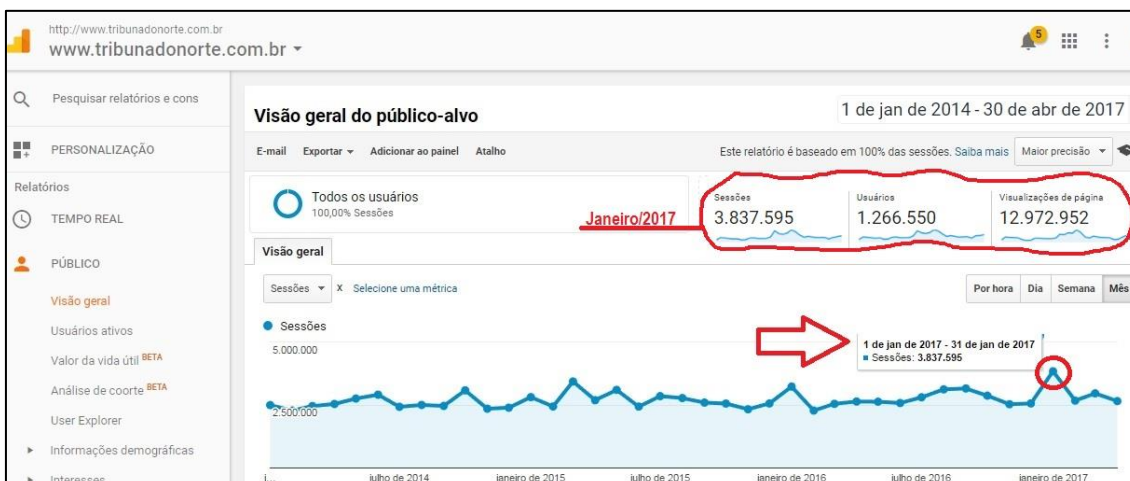 http://www.tribunadonorte.com.br
www.tribunadonorte.com.br
5
Pesquisar relatórios e cons
PERSONALIZAÇÃO
Relatórios
TEMPO REAL
PÚBLICO
Visão geral
Usuários ativos
Valor da vida útil BETA
Análise de coorte BETA
User Explorer
Informações demográficas
Interesses
Visão geral do público-alvo
1 de jan de 2014 - 30 de abr de 2017
E-mail Exportar Adicionar ao painel Atalho
Este relatório é baseado em 100% das sessões. Saiba mais Maior precisão
Todos os usuários
100,00% Sessões
Janeiro/2017
Sessões
3.837.595
Usuários
1.266.550
Visualizações de página
12.972.952
Visão geral
Sessões X Selecione uma métrica
Por hora Dia Semana Mês
Sessões
5.000.000
2.500.000
1 de jan de 2017 - 31 de jan de 2017
Sessões: 3.837.595
j... julho de 2014 janeiro de 2015 julho de 2015 janeiro de 2016 julho de 2016 janeiro de 2017